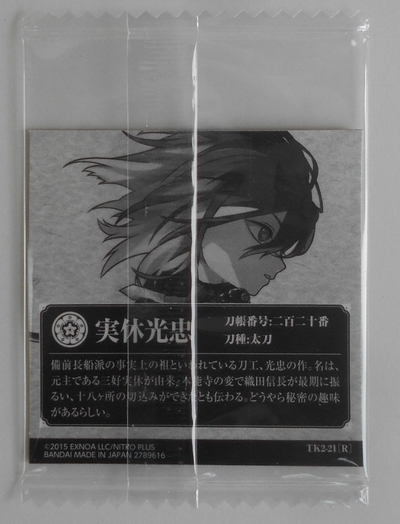 実休光忠
刀帳番号:二百二十番
刀種:太刀
備前長船派の事実上の祖といわれている刀工、光忠の作。名は、
元主である三好実休が由来。本能寺の変で織田信長が最期に振
るい、十八ヶ所の切込みができたとも伝わる。どうやら秘密の趣味
があるらしい。
©2015 EXNOA LLC/NITRO PLUS
BANDAI MADE IN JAPAN 2789616
TK2-21[R]